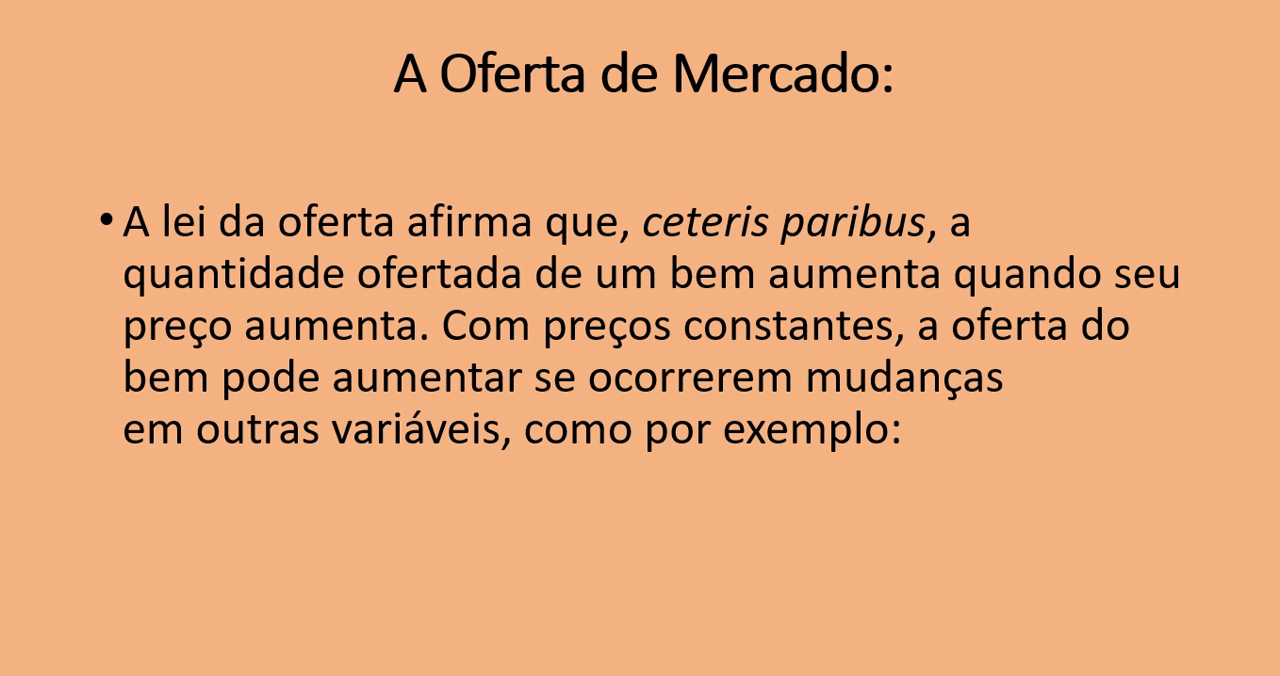 A Oferta de Mercado:
• A lei da oferta afirma que, ceteris paribus, a
quantidade ofertada de um bem aumenta quando seu
preço aumenta. Com preços constantes, a oferta do
bem pode aumentar se ocorrerem mudanças
em outras variáveis, como por exemplo: